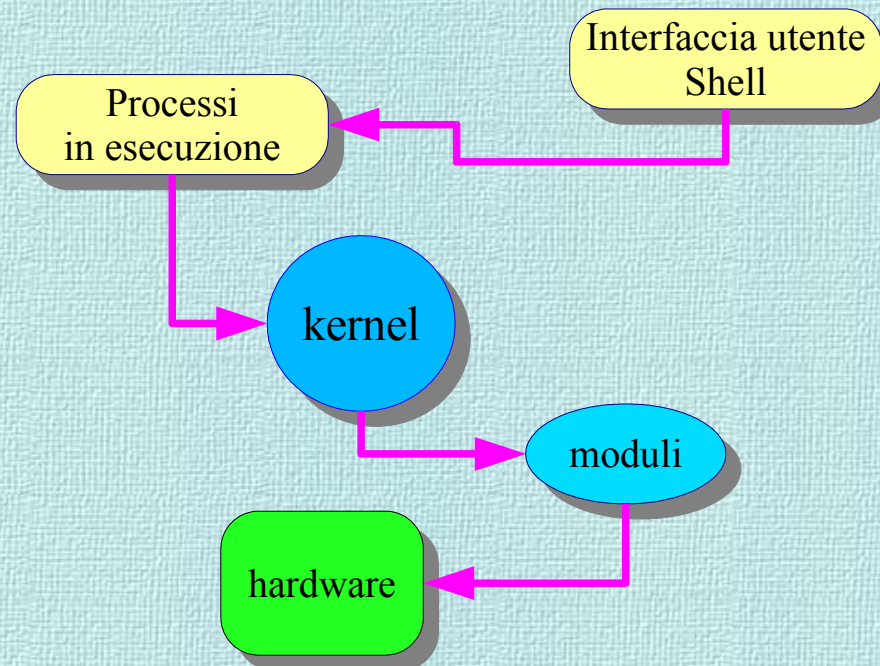 Interfaccia utente
Shell
Processi
in esecuzione
kernel
moduli
hardware